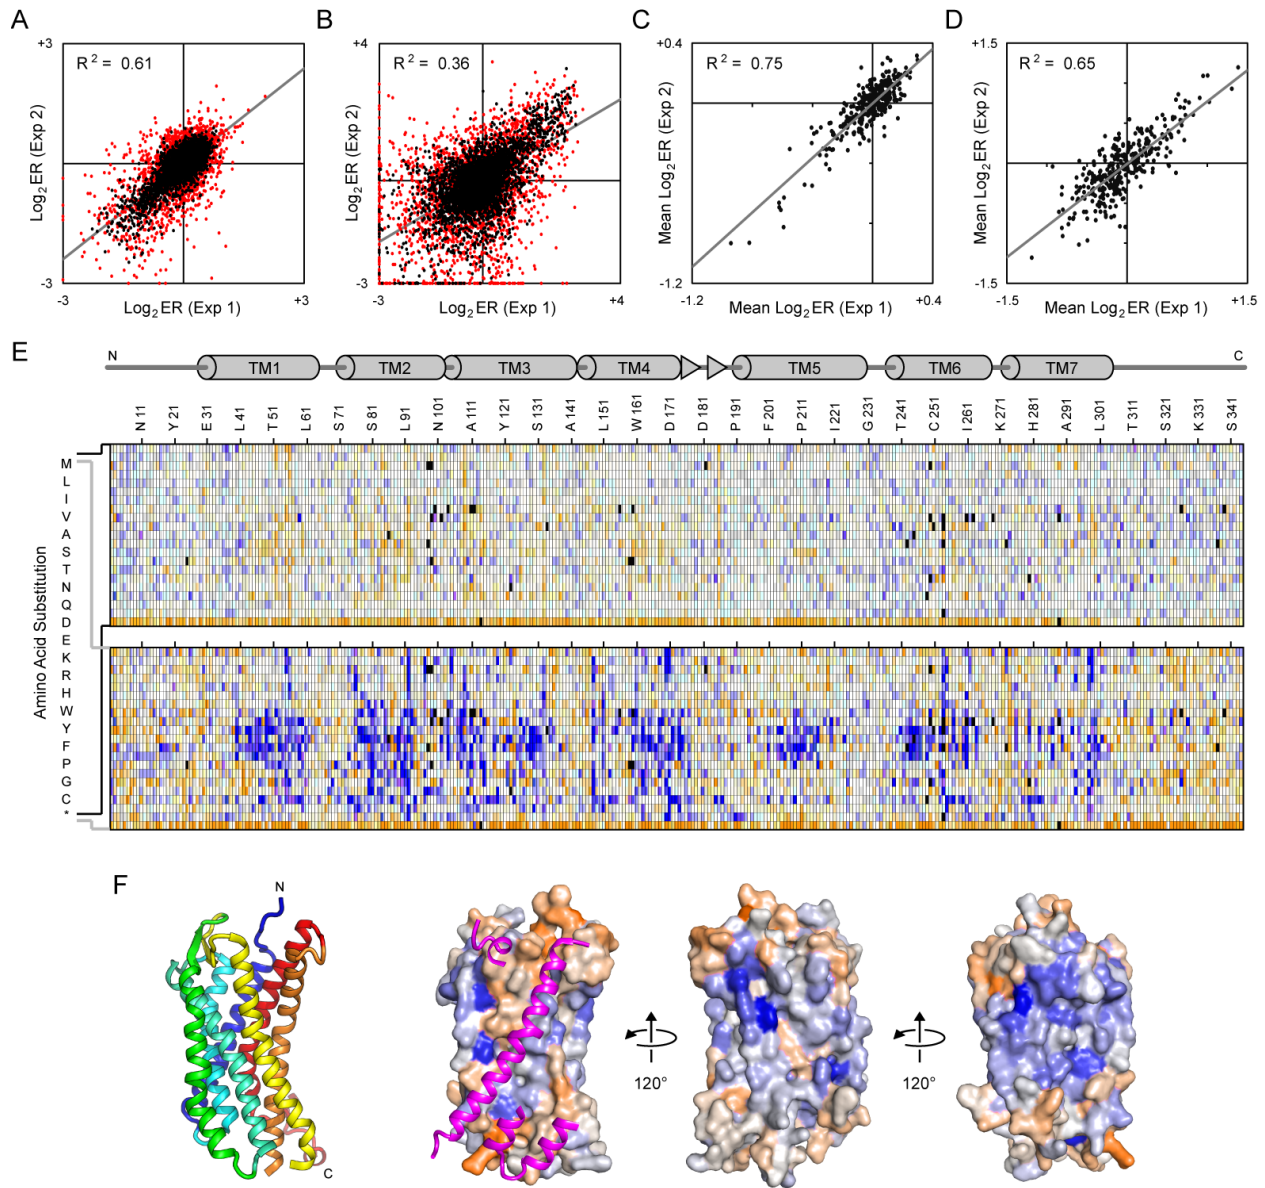 A
B
C
D
+3
R² = 0.61
Log₂ER (Exp 2)
-3
-3
Log₂ER (Exp 1)
+3
+4
R² = 0.36
Log₂ER (Exp 2)
-3
-3
Log₂ER (Exp 1)
+4
+0.4
R² = 0.75
Mean Log₂ER (Exp 2)
-1.2
-1.2
Mean Log₂ER (Exp 1)
+0.4
+1.5
R² = 0.65
Mean Log₂ER (Exp 2)
-1.5
-1.5
Mean Log₂ER (Exp 1)
+1.5
E
N
TM1
TM2
TM3
TM4
TM5
TM6
TM7
C
N 11
Y 21
E 31
L 41
T 51
L 61
S 71
S 81
L 91
N 101
A 111
Y 121
S 131
A 141
L 151
W 161
D 171
D 181
P 191
F 201
P 211
I 221
G 231
T 241
C 251
I 261
K 271
H 281
A 291
L 301
T 311
S 321
K 331
S 341
Amino Acid Substitution
M
L
I
V
A
S
T
N
Q
D
E
K
R
H
W
Y
F
P
G
C
*
F
N
C
120°
120°